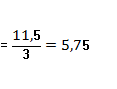 = 11,5/3 = 5,75